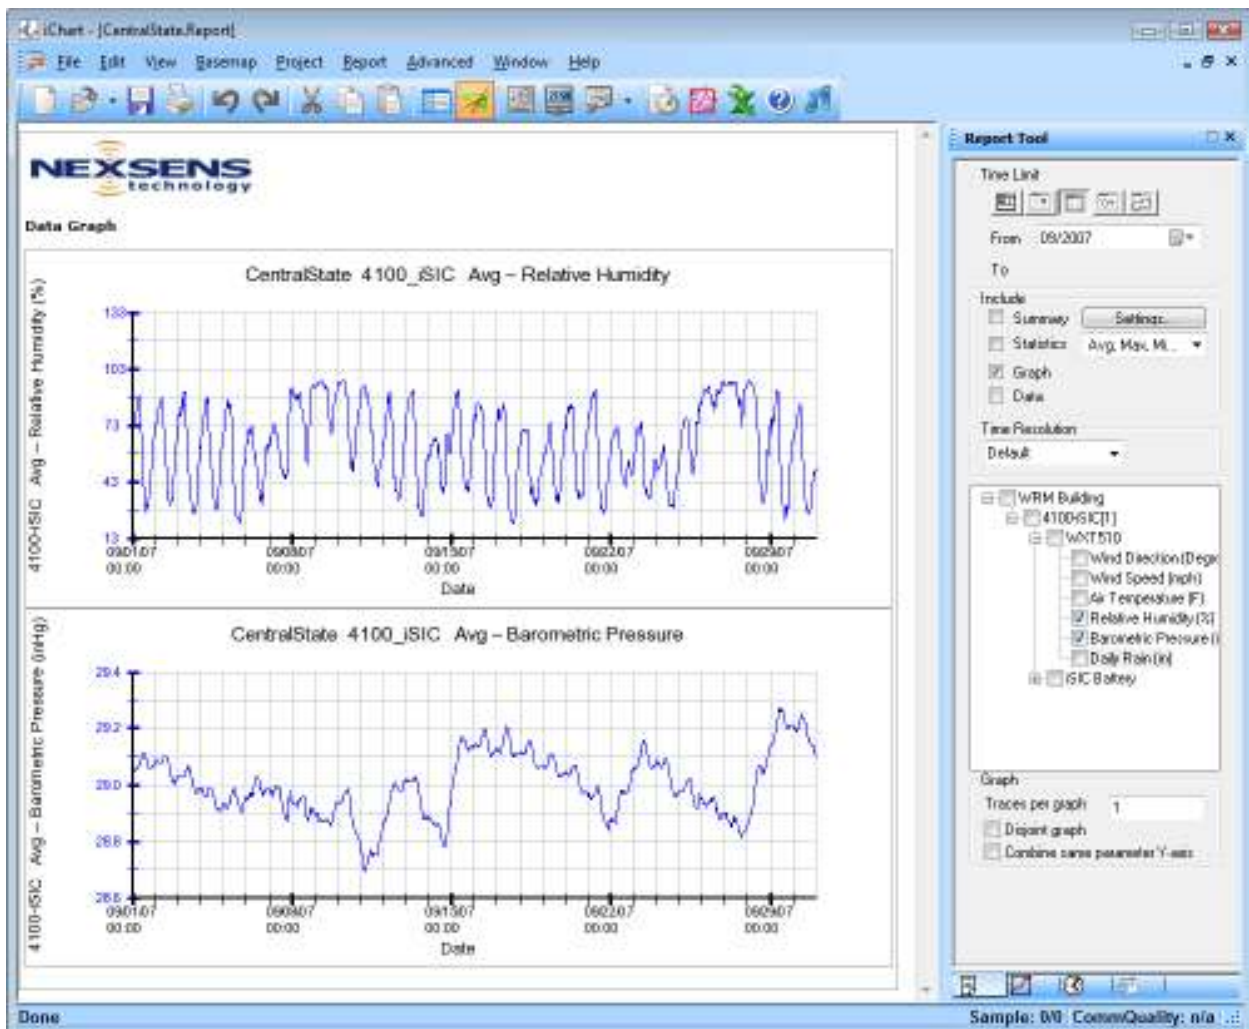 iChart - [CentralState.Report]
File Edit View Basemap Project Report Advanced Window Help
NEXSENS
technology
Data Graph
CentralState 4100_iSIC Avg – Relative Humidity
4100-iSIC Avg – Relative Humidity (%)
133
103
73
43
13
09/01/07 09/08/07 09/15/07 09/22/07 09/29/07
00:00 00:00 00:00 00:00 00:00
Date
CentralState 4100_iSIC Avg – Barometric Pressure
4100-iSIC Avg – Barometric Pressure (inHg)
29.4
29.2
29.0
28.8
28.6
09/01/07 09/08/07 09/15/07 09/22/07 09/29/07
00:00 00:00 00:00 00:00 00:00
Date
Report Tool
Time Limit
From 09/2007
To
Include
Summary Settings...
Statistics Avg, Max, Mi...
Graph
Data
Time Resolution
Default
WRM Building
4100-iSIC[1]
WXT510
Wind Direction (Degre
Wind Speed (mph)
Air Temperature (F)
Relative Humidity (%)
Barometric Pressure (i
Daily Rain (in)
iSIC Battery
Graph
Traces per graph 1
Disjoint graph
Combine same parameter Y-axis
Done
Sample: 0/0 CommQuality: n/a